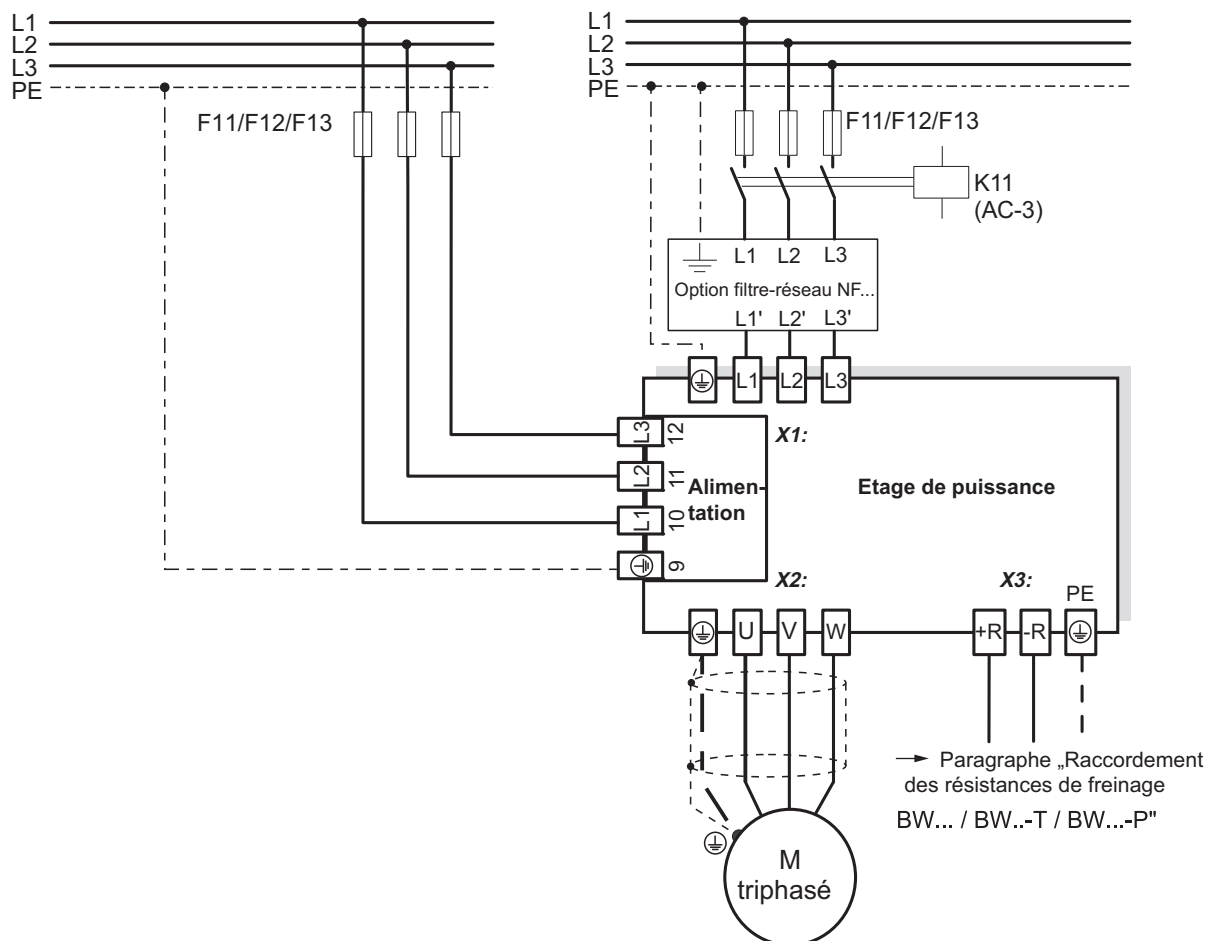 L1
L2
L3
PE
F11/F12/F13
L1
L2
L3
PE
F11/F12/F13
K11
(AC-3)
L1 L2 L3
Option filtre-réseau NF...
L1' L2' L3'
L1 L2 L3
X1:
L3 12
L2 11
L1 10
9
Alimen-
tation
Etage de puissance
X2:
X3:
PE
U V W
+R -R
→ Paragraphe „Raccordement
des résistances de freinage
BW... / BW..-T / BW...-P"
M
triphasé